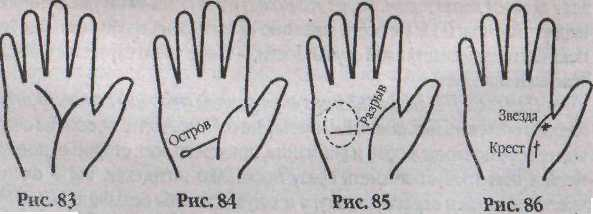 Остров
Разрыв
Звезда
Крест
Рис. 83
Рис. 84
Рис. 85
Рис. 86